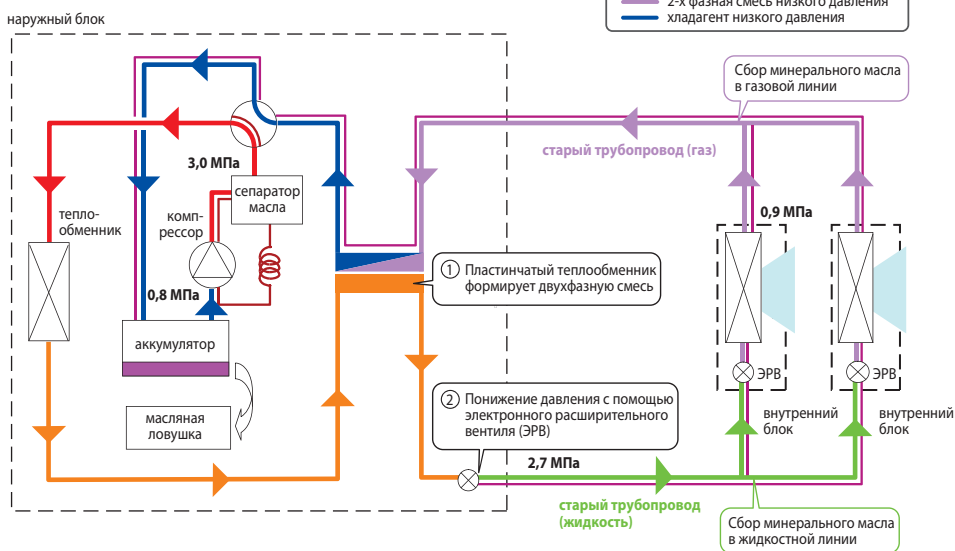 2-х фазная смесь низкого давления
хладагент низкого давления
наружный блок
Сбор минерального масла
в газовой линии
старый трубопровод (газ)
3,0 МПа
сепаратор
масла
тепло-
обменник
комп-
рессор
0,9 МПа
1 Пластинчатый теплообменник
формирует двухфазную смесь
0,8 МПа
аккумулятор
ЭРВ
ЭРВ
2 Понижение давления с помощью
электронного расширительного
вентиля (ЭРВ)
масляная
ловушка
внутренний
блок
внутренний
блок
2,7 МПа
старый трубопровод
(жидкость)
Сбор минерального масла
в жидкостной линии